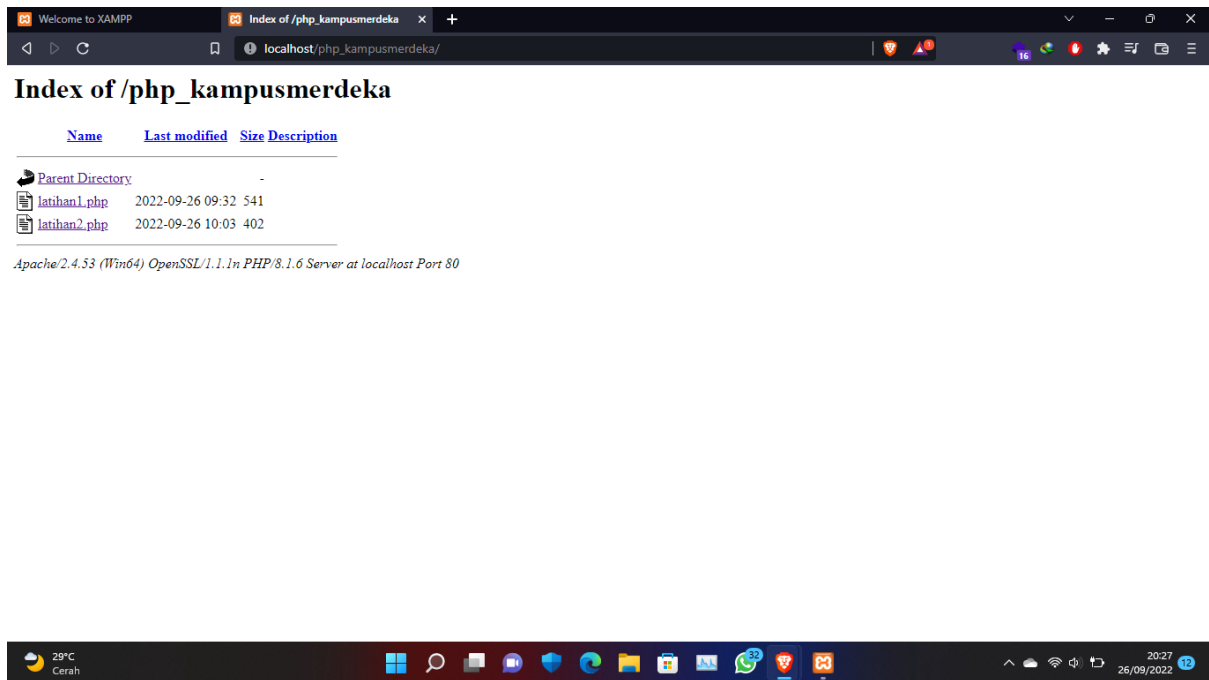 Welcome to XAMPP
Index of /php_kampusmerdeka
localhost/php_kampusmerdeka/
16
Index of /php_kampusmerdeka
Name Last modified Size Description
Parent Directory -
latihan1.php 2022-09-26 09:32 541
latihan2.php 2022-09-26 10:03 402
Apache/2.4.53 (Win64) OpenSSL/1.1.1n PHP/8.1.6 Server at localhost Port 80
29°C
Cerah
32
20:27
26/09/2022
12